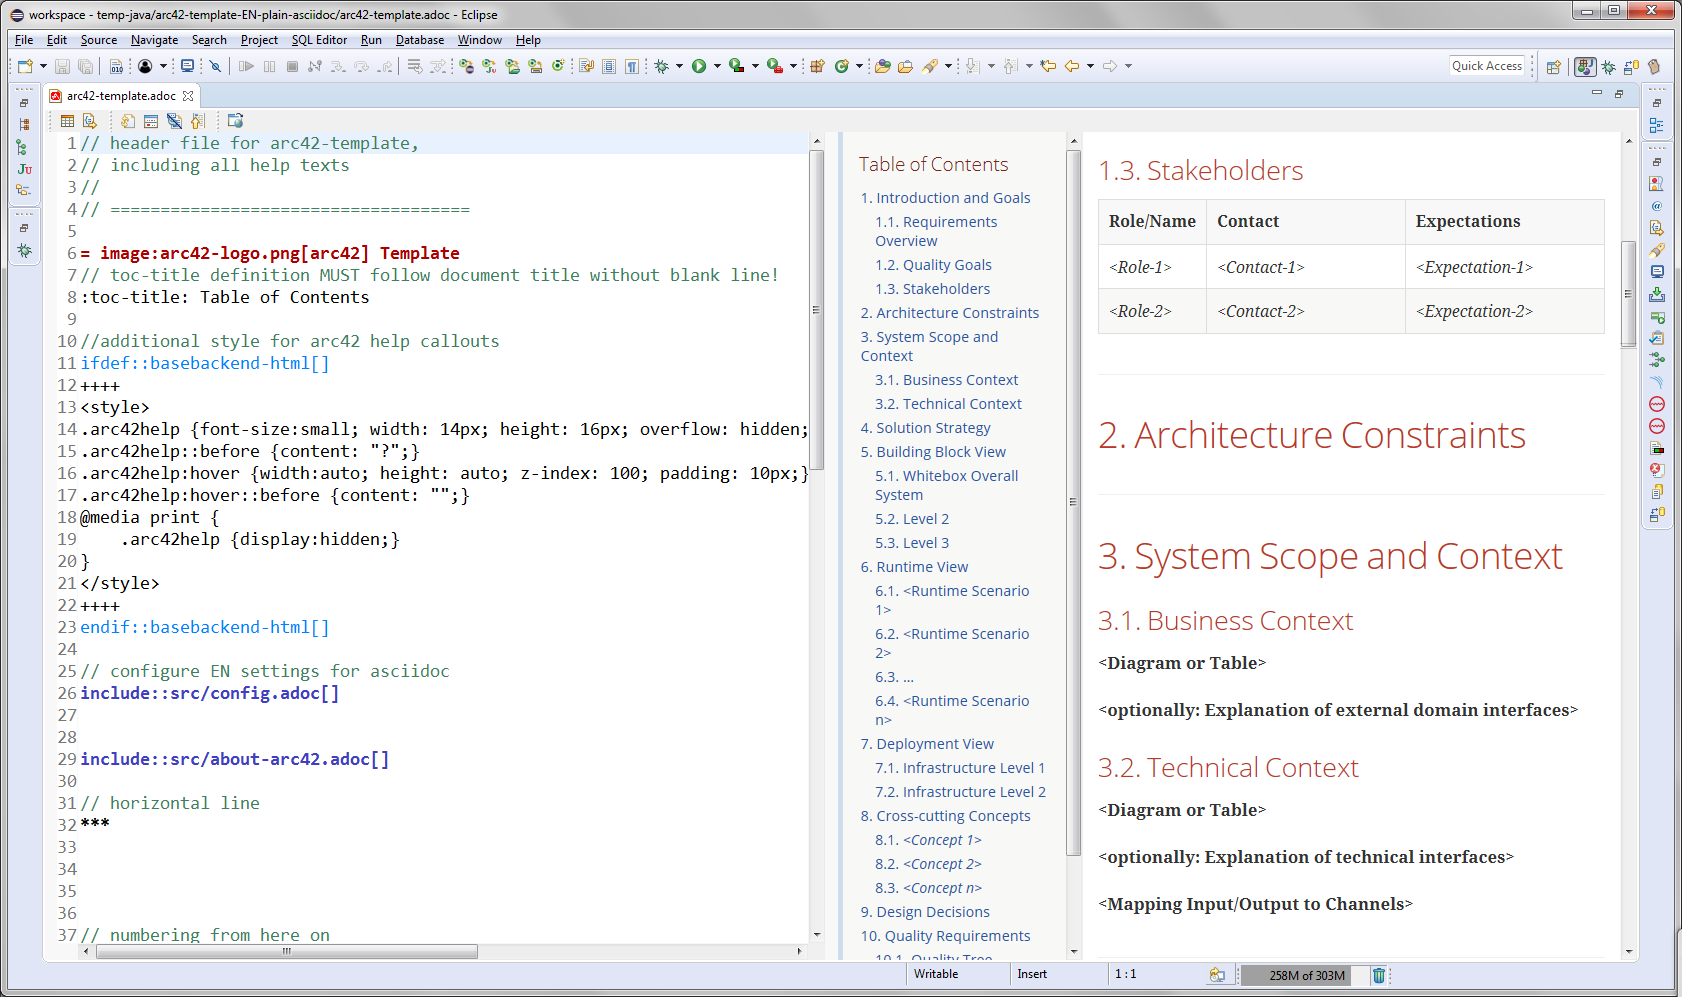 workspace - temp-java/arc42-template-EN-plain-asciidoc/arc42-template.adoc - Eclipse
File Edit Source Navigate Search Project SQL Editor Run Database Window Help
Quick Access
arc42-template.adoc
1 // header file for arc42-template,
2 // including all help texts
3 //
4 // ====================================
5
6 = image:arc42-logo.png[arc42] Template
7 // toc-title definition MUST follow document title without blank line!
8 :toc-title: Table of Contents
9
10 //additional style for arc42 help callouts
11 ifdef::basebackend-html[]
12 ++++
13 <style>
14 .arc42help {font-size:small; width: 14px; height: 16px; overflow: hidden;
15 .arc42help::before {content: "?";}
16 .arc42help:hover {width:auto; height: auto; z-index: 100; padding: 10px;}
17 .arc42help:hover::before {content: "";}
18 @media print {
19     .arc42help {display:hidden;}
20 }
21 </style>
22 ++++
23 endif::basebackend-html[]
24
25 // configure EN settings for asciidoc
26 include::src/config.adoc[]
27
28
29 include::src/about-arc42.adoc[]
30
31 // horizontal line
32 ***
33
34
35
36
37 // numbering from here on
Table of Contents
1. Introduction and Goals
1.1. Requirements
Overview
1.2. Quality Goals
1.3. Stakeholders
2. Architecture Constraints
3. System Scope and
Context
3.1. Business Context
3.2. Technical Context
4. Solution Strategy
5. Building Block View
5.1. Whitebox Overall
System
5.2. Level 2
5.3. Level 3
6. Runtime View
6.1. <Runtime Scenario
1>
6.2. <Runtime Scenario
2>
6.3. ...
6.4. <Runtime Scenario
n>
7. Deployment View
7.1. Infrastructure Level 1
7.2. Infrastructure Level 2
8. Cross-cutting Concepts
8.1. <Concept 1>
8.2. <Concept 2>
8.3. <Concept n>
9. Design Decisions
10. Quality Requirements
10.1. Quality Tree
1.3. Stakeholders
Role/Name Contact Expectations
<Role-1> <Contact-1> <Expectation-1>
<Role-2> <Contact-2> <Expectation-2>
2. Architecture Constraints
3. System Scope and Context
3.1. Business Context
<Diagram or Table>
<optionally: Explanation of external domain interfaces>
3.2. Technical Context
<Diagram or Table>
<optionally: Explanation of technical interfaces>
<Mapping Input/Output to Channels>
Writable Insert 1 : 1 258M of 303M